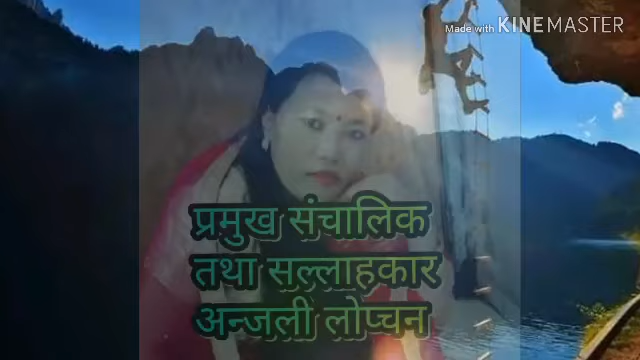 Made with KINEMASTER
प्रमुख संचालिक
तथा सल्लाहकार
अन्जली लोप्चन